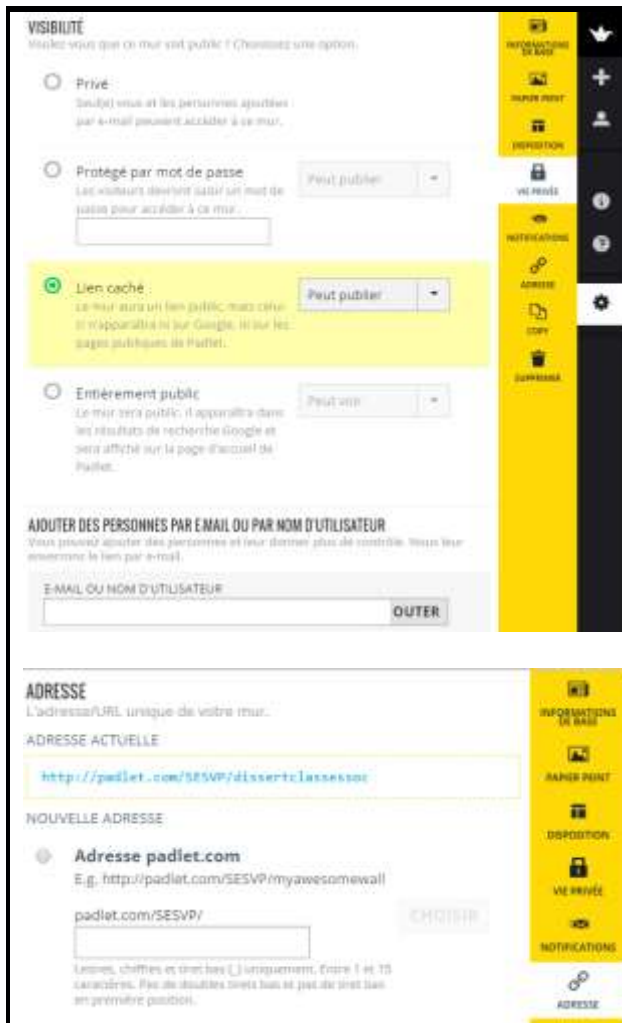 VISIBILITÉ
Voulez vous que ce mur soit public ? Choisissez une option.
Privé
Seul(e) vous et les personnes ajoutées
par e-mail peuvent accéder à ce mur.
Protégé par mot de passe
Peut publier
Les visiteurs devront saisir un mot de
passe pour accéder à ce mur.
Lien caché
Peut publier
Le mur aura un lien public, mais celui-
ci n'apparaîtra ni sur Google, ni sur les
pages publiques de Padlet.
Entièrement public
Peut voir
Le mur sera public. Il apparaîtra dans
les résultats de recherche Google et
sera affiché sur la page d'accueil de
Padlet.
AJOUTER DES PERSONNES PAR E-MAIL OU PAR NOM D'UTILISATEUR
Vous pouvez ajouter des personnes et leur donner plus de contrôle. Nous leur
enverrons le lien par e-mail.
E-MAIL OU NOM D'UTILISATEUR
OUTER
INFORMATIONS
DE BASE
PAPIER PEINT
DISPOSITION
VIE PRIVÉE
NOTIFICATIONS
ADRESSE
COPY
SUPPRIMER
ADRESSE
L'adresse/URL unique de votre mur.
ADRESSE ACTUELLE
http://padlet.com/SESVP/dissertclassessoc
NOUVELLE ADRESSE
Adresse padlet.com
E.g. http://padlet.com/SESVP/myawesomewall
padlet.com/SESVP/
CHOISIR
Lettres, chiffres et tiret bas (_) uniquement. Entre 1 et 15
caractères. Pas de doubles tirets bas et pas de tiret bas
en première position.
INFORMATIONS
DE BASE
PAPIER PEINT
DISPOSITION
VIE PRIVÉE
NOTIFICATIONS
ADRESSE